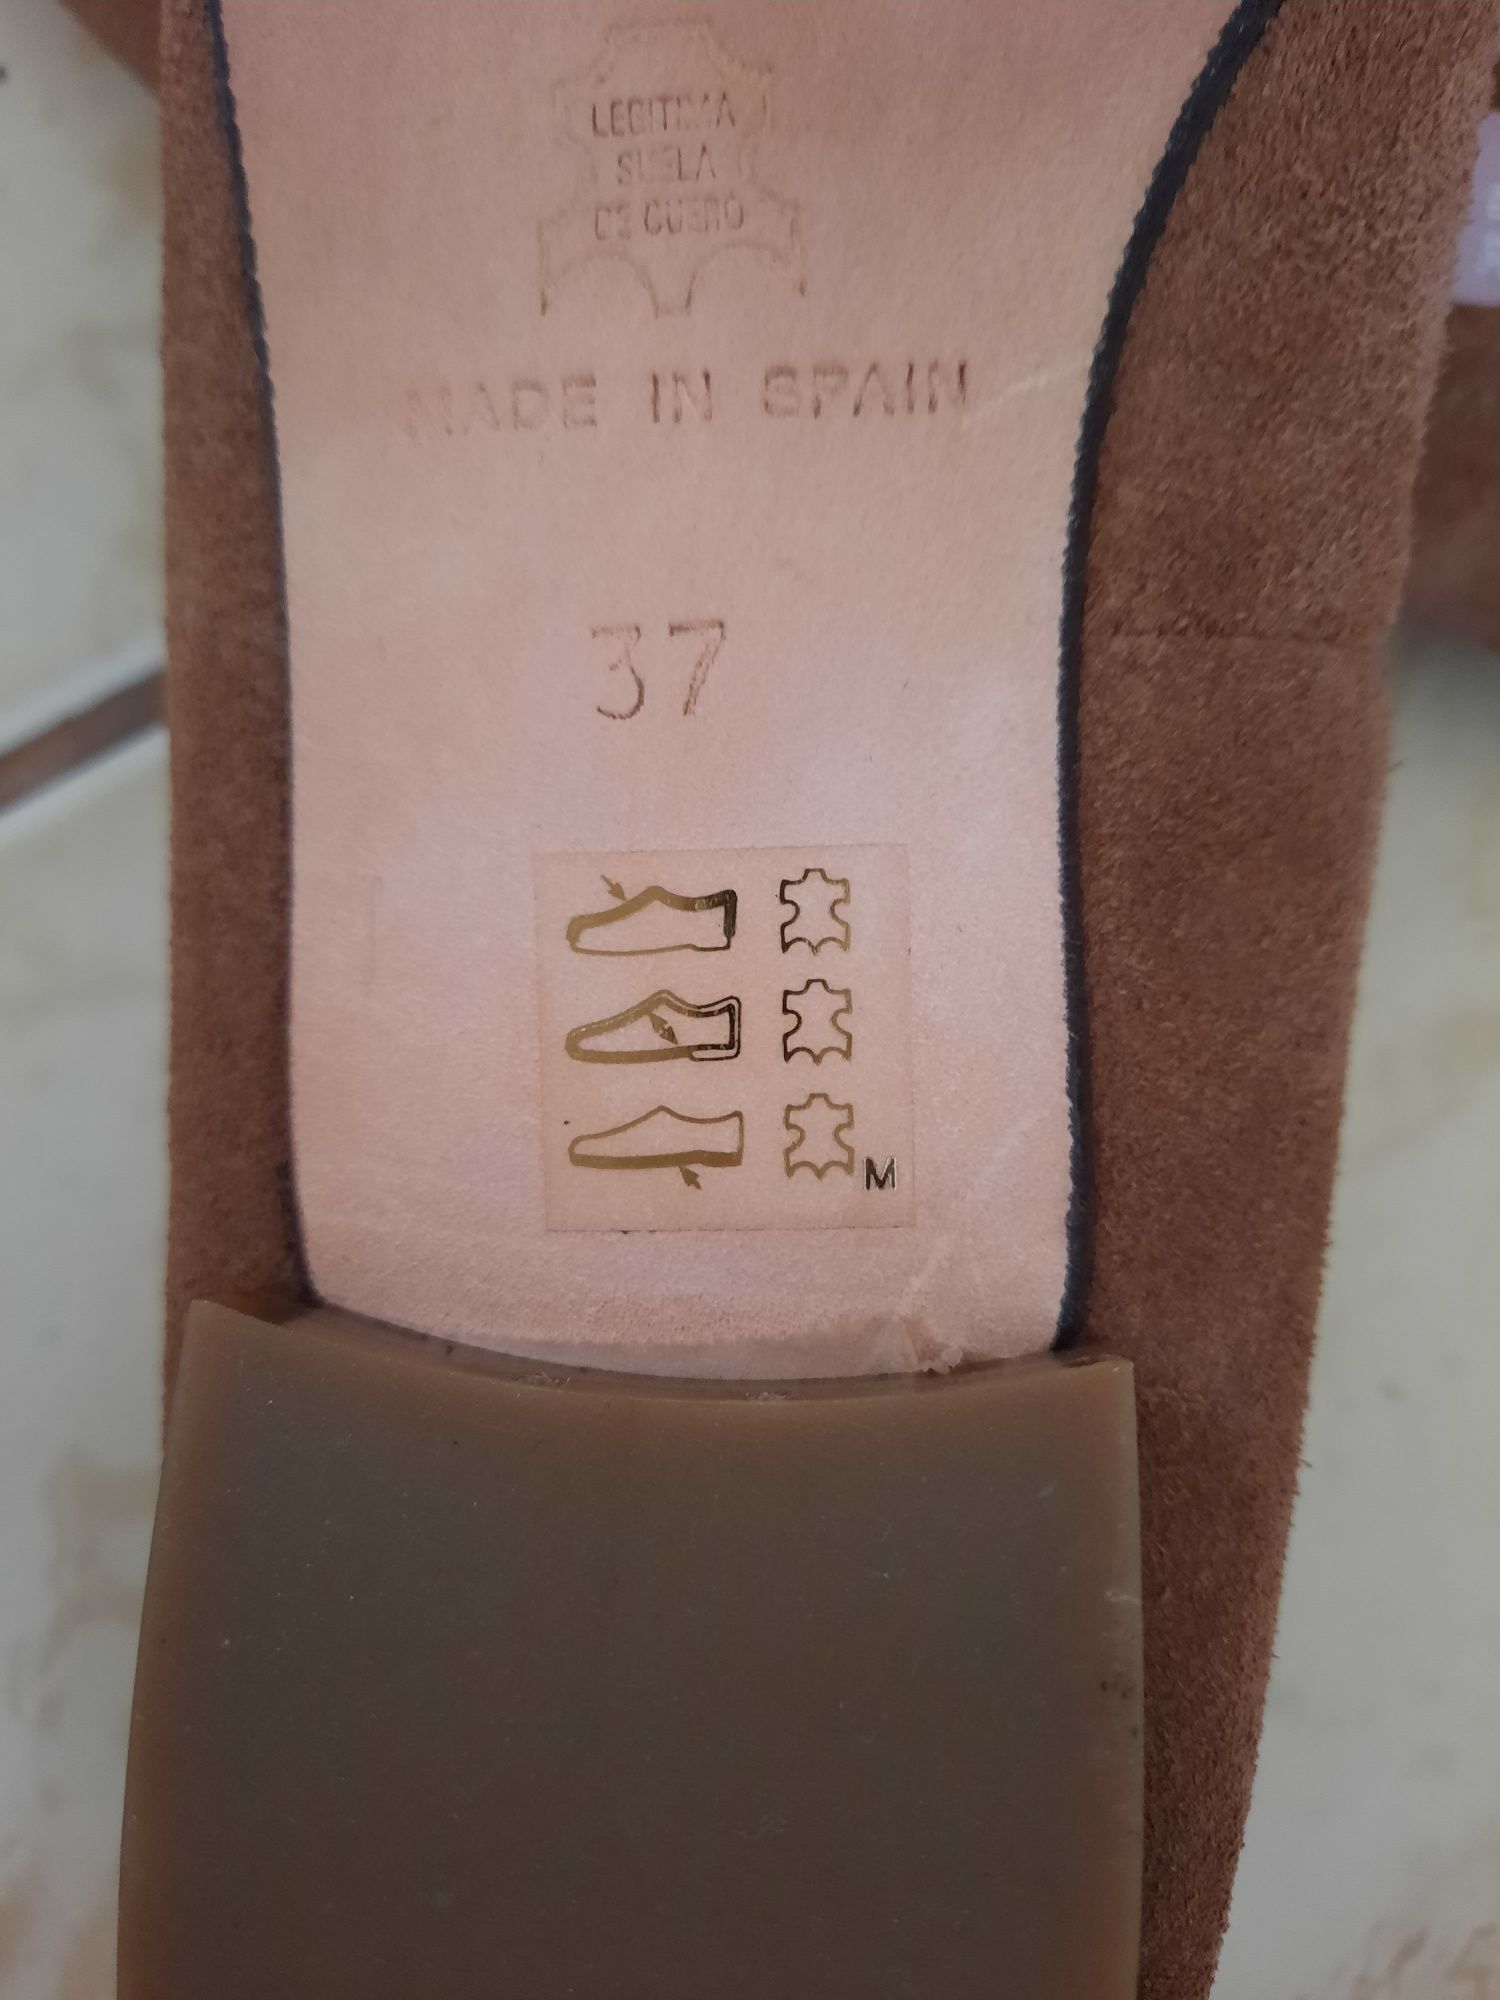 LEGITIMA
SUELA
DE CUERO
MADE IN SPAIN
37
M